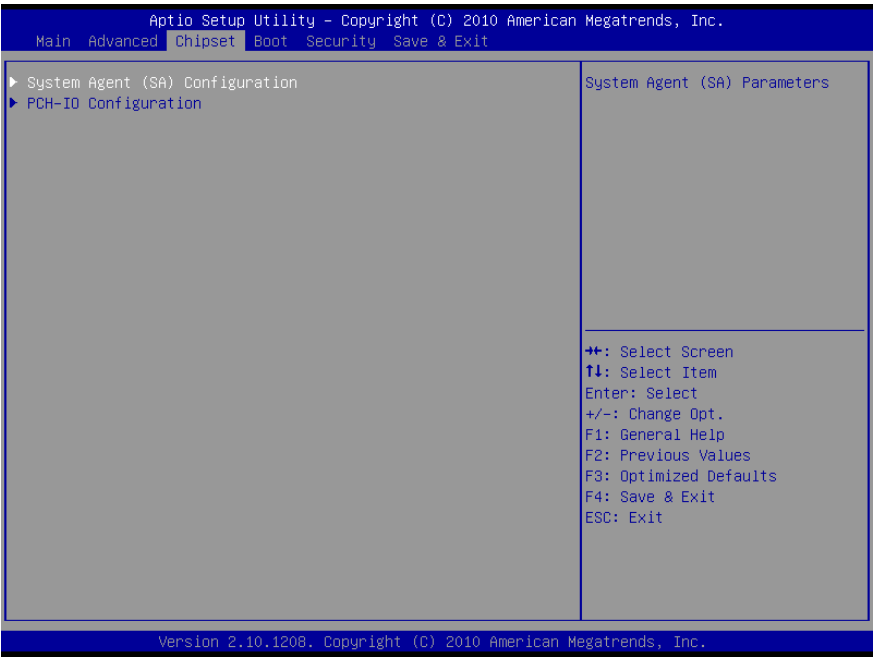 Aptio Setup Utility – Copyright (C) 2010 American Megatrends, Inc.
Main Advanced Chipset Boot Security Save & Exit
▶ System Agent (SA) Configuration
▶ PCH-IO Configuration
System Agent (SA) Parameters
→←: Select Screen
↑↓: Select Item
Enter: Select
+/-: Change Opt.
F1: General Help
F2: Previous Values
F3: Optimized Defaults
F4: Save & Exit
ESC: Exit
Version 2.10.1208. Copyright (C) 2010 American Megatrends, Inc.